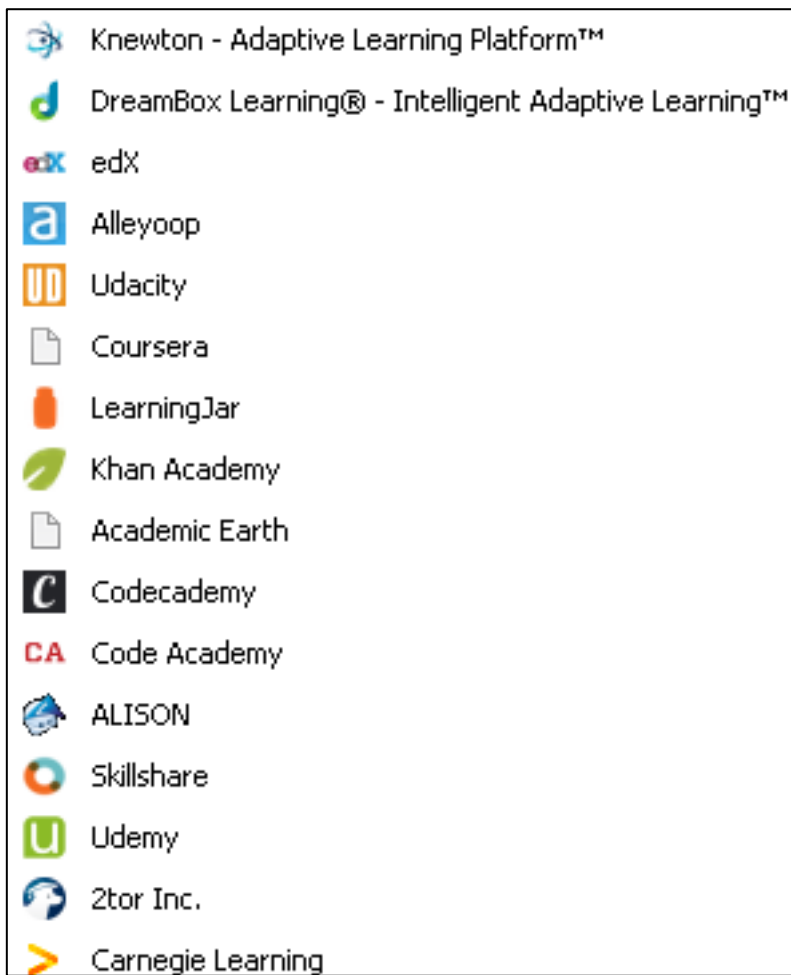 Knewton - Adaptive Learning Platform™
DreamBox Learning® - Intelligent Adaptive Learning™
edX edX
a Alleyoop
UD Udacity
Coursera
LearningJar
Khan Academy
Academic Earth
C Codecademy
CA Code Academy
ALISON
Skillshare
u Udemy
2tor Inc.
Carnegie Learning